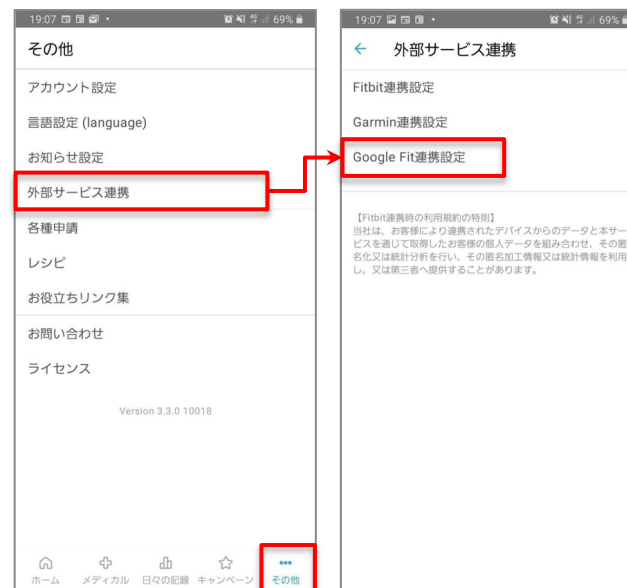 19:07
69%
その他
アカウント設定
言語設定 (language)
お知らせ設定
外部サービス連携
各種申請
レシピ
お役立ちリンク集
お問い合わせ
ライセンス
Version 3.3.0 10018
ホーム メディカル 日々の記録 キャンペーン その他
19:07
69%
外部サービス連携
Fitbit連携設定
Garmin連携設定
Google Fit連携設定
【Fitbit連携時の利用規約の特則】
当社は、お客様により連携されたデバイスからのデータと本サー
ビスを通じて取得したお客様の個人データを組み合わせ、その匿
名化又は統計分析を行い、その匿名加工情報又は統計情報を利用
し、又は第三者へ提供することがあります。